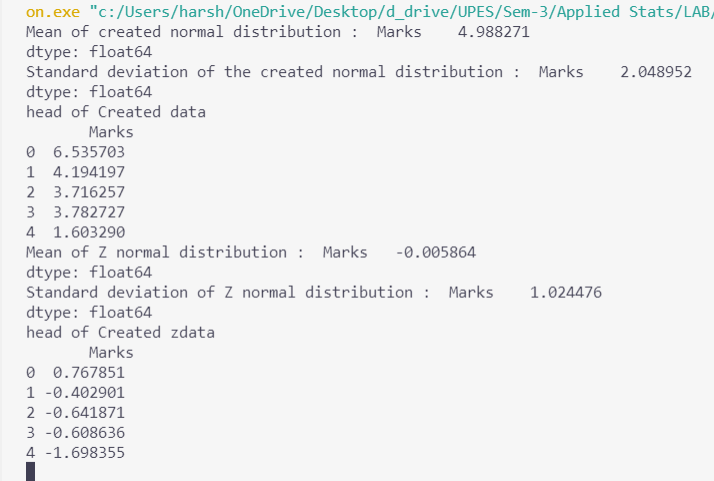 on.exe "c:/Users/harsh/OneDrive/Desktop/d_drive/UPES/Sem-3/Applied Stats/LAB/
Mean of created normal distribution :  Marks    4.988271
dtype: float64
Standard deviation of the created normal distribution :  Marks    2.048952
dtype: float64
head of Created data
       Marks
0  6.535703
1  4.194197
2  3.716257
3  3.782727
4  1.603290
Mean of Z normal distribution :  Marks   -0.005864
dtype: float64
Standard deviation of Z normal distribution :  Marks    1.024476
dtype: float64
head of Created zdata
       Marks
0  0.767851
1 -0.402901
2 -0.641871
3 -0.608636
4 -1.698355